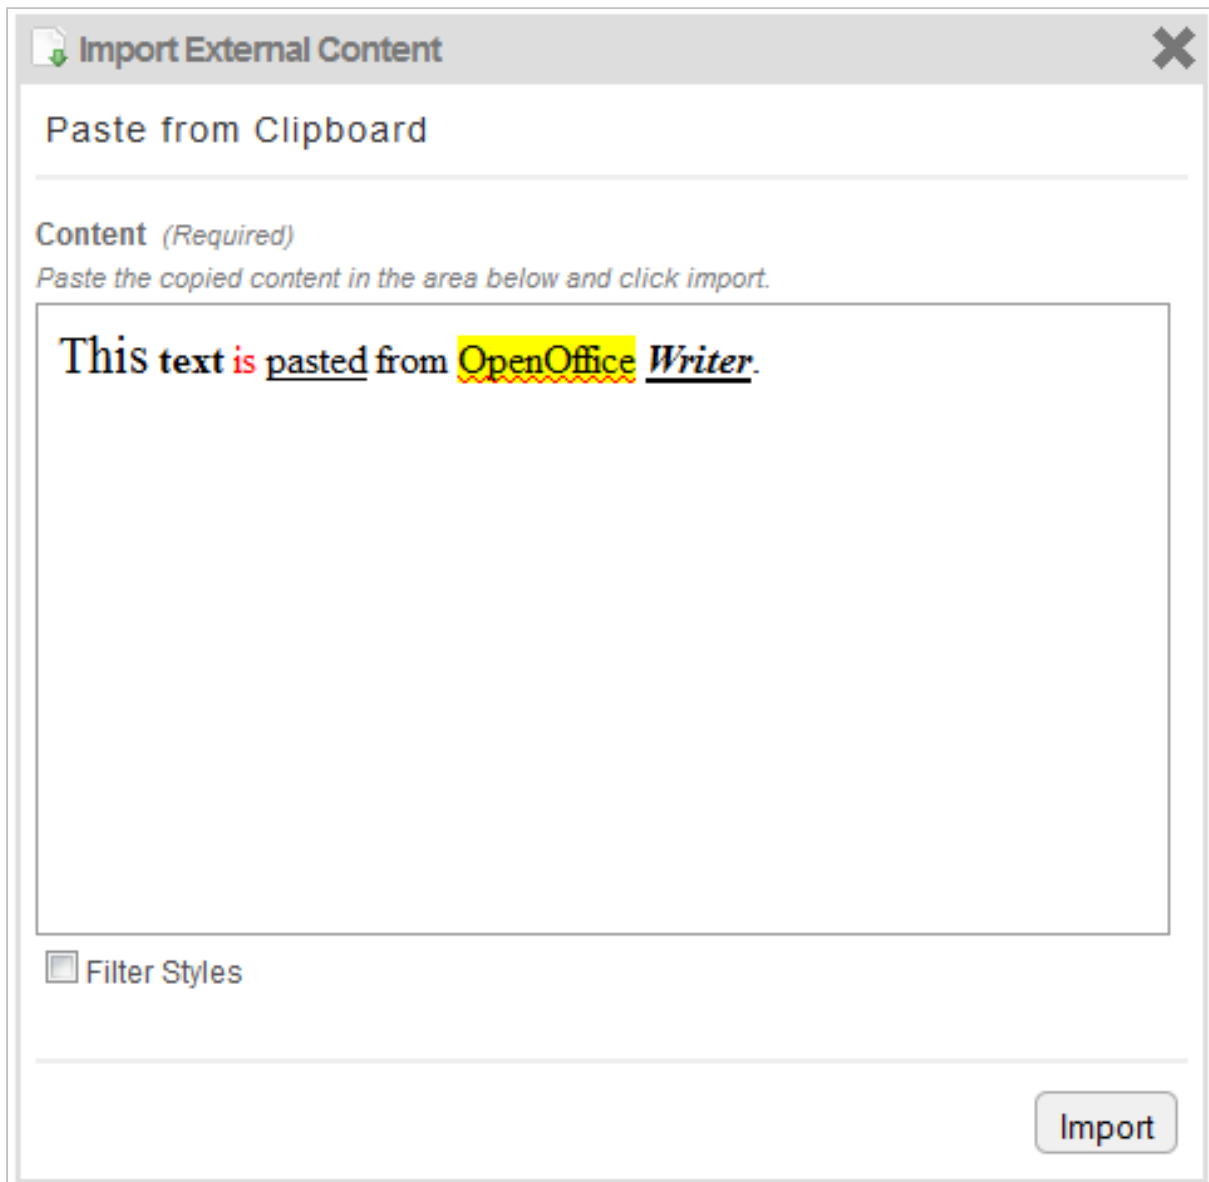 Import External Content
Paste from Clipboard
Content (Required)
Paste the copied content in the area below and click import.
This text is pasted from OpenOffice Writer.
Filter Styles
Import